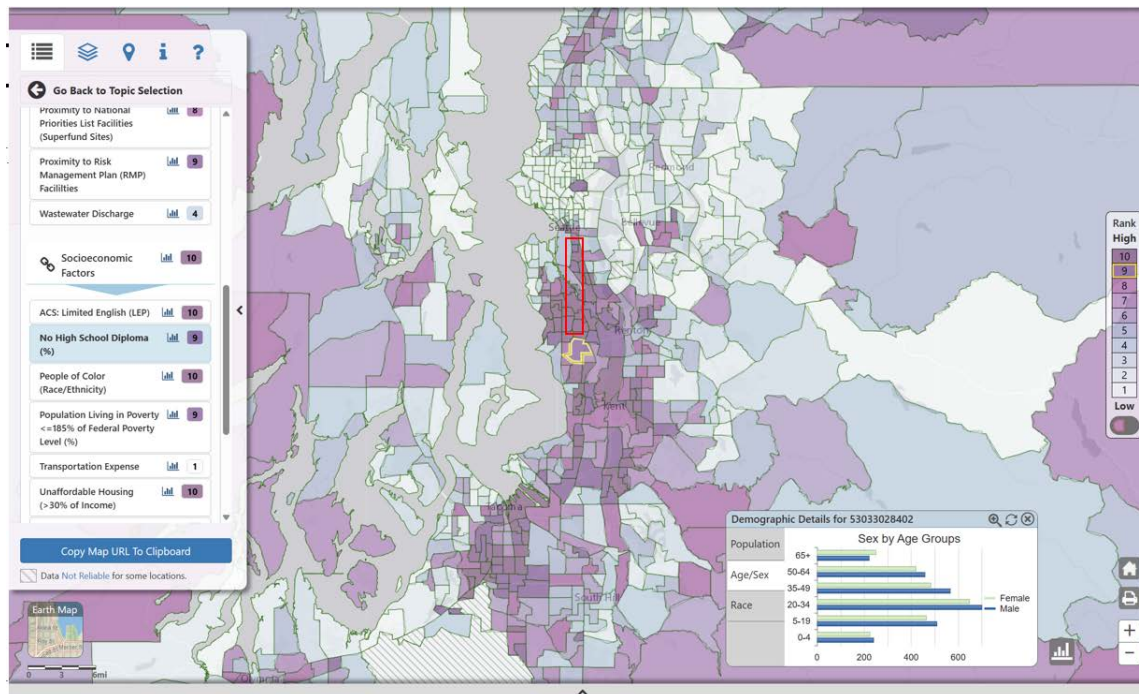 Go Back to Topic Selection
Proximity to National
Priorities List Facilities
(Superfund Sites)
8
Proximity to Risk
Management Plan (RMP)
Facililties
9
Wastewater Discharge
4
Socioeconomic
Factors
10
ACS: Limited English (LEP)
10
No High School Diploma
(%)
9
People of Color
(Race/Ethnicity)
10
Population Living in Poverty
<=185% of Federal Poverty
Level (%)
9
Transportation Expense
1
Unaffordable Housing
(>30% of Income)
10
Copy Map URL To Clipboard
Data Not Reliable for some locations.
Earth Map
0 3 6mi
Redmond
Bellevue
Seattle
Renton
Kent
Tacoma
South Hill
Olympia
Rank
High
10
9
8
7
6
5
4
3
2
1
Low
Demographic Details for 53033028402
Population
Age/Sex
Race
Sex by Age Groups
65+
50-64
35-49
20-34
5-19
0-4
0 200 400 600
Female
Male
+
−